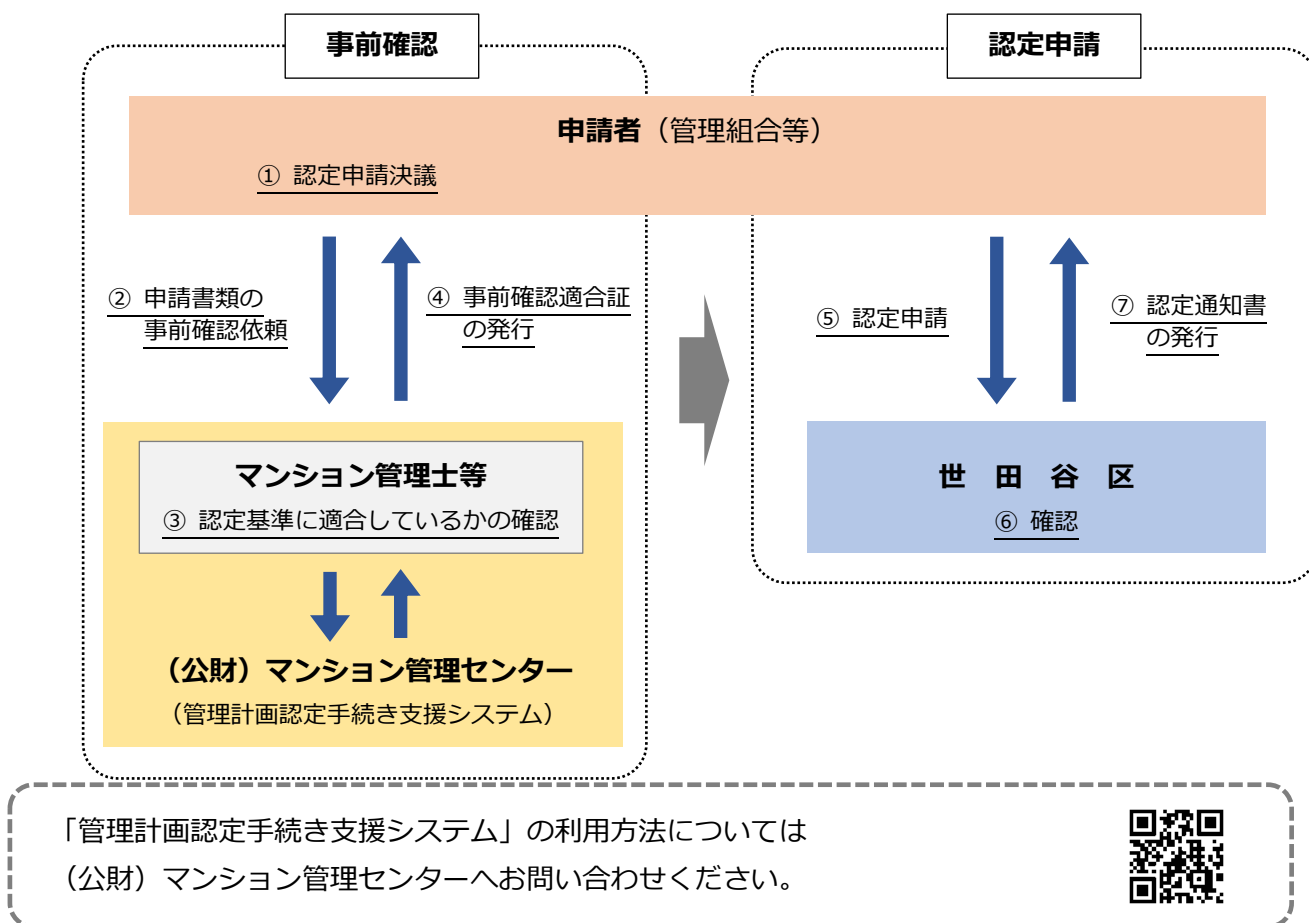 事前確認
認定申請
申請者（管理組合等）
① 認定申請決議
② 申請書類の
事前確認依頼
④ 事前確認適合証
の発行
⑤ 認定申請
⑦ 認定通知書
の発行
マンション管理士等
③ 認定基準に適合しているかの確認
世田谷区
⑥ 確認
（公財）マンション管理センター
（管理計画認定手続き支援システム）
「管理計画認定手続き支援システム」の利用方法については
（公財）マンション管理センターへお問い合わせください。